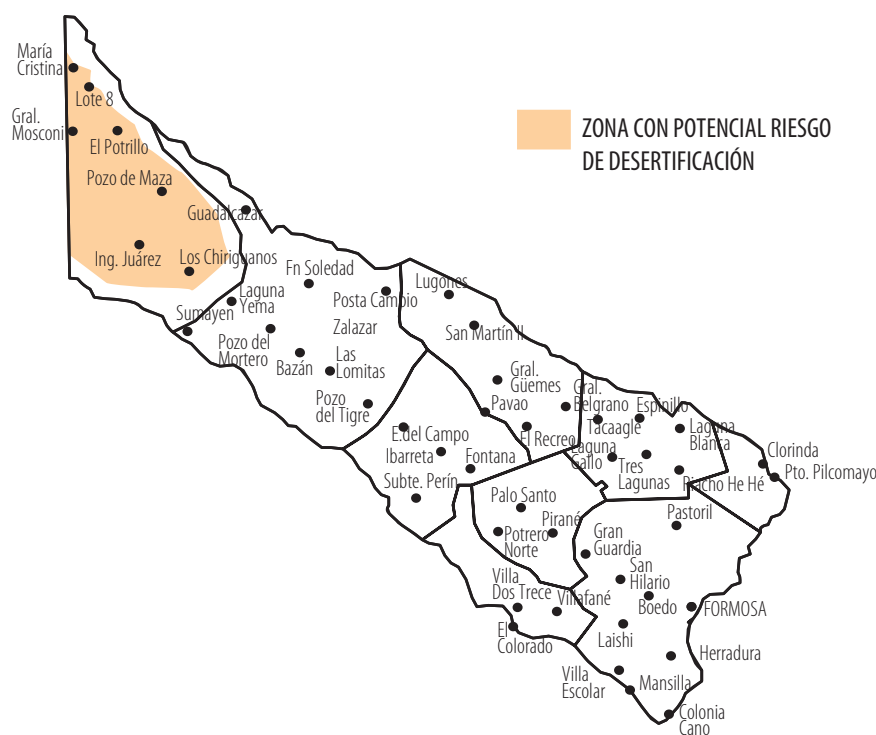 María
Cristina
Lote 8
Gral.
Mosconi
El Potrillo
Pozo de Maza
Guadalcazar
Ing. Juárez
Los Chiriguanos
ZONA CON POTENCIAL RIESGO
DE DESERTIFICACIÓN
Fn Soledad
Laguna
Yema
Posta Cambio
Zalazar
Lugones
Sumayen
San Martín II
Pozo del
Mortero
Bazán
Las
Lomitas
Pozo
del Tigre
Gral.
Güemes
Pavao
Gral.
Belgrano
El Recreo
Espinillo
Tacaaglé
Laguna
Blanca
Laguna
Gallo
Tres
Lagunas
Riacho He Hé
Clorinda
Pto. Pilcomayo
E.del Campo
Ibarreta
Fontana
Subte. Perín
Palo Santo
Pirané
Potrero
Norte
Gran
Guardia
Pastoril
San
Hilario
Boedo
FORMOSA
Villa
Dos Trece
Villafané
El
Colorado
Laishi
Herradura
Villa
Escolar
Mansilla
Colonia
Cano